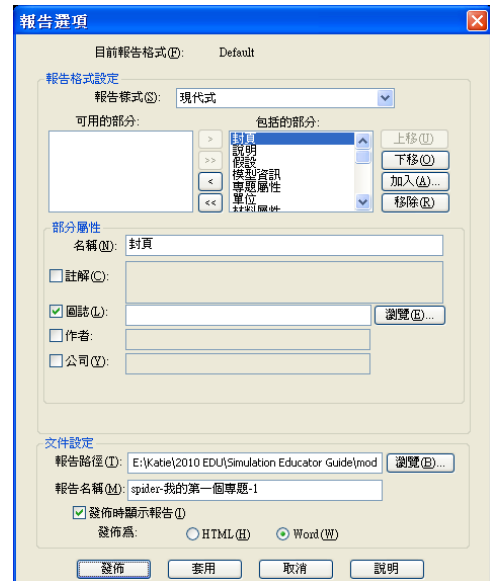 報告選項
目前報告格式(F): Default
報告格式設定
報告樣式(S): 現代式
可用的部分: 包括的部分:
封頁
說明
假設
模型資訊
專題屬性
單位
材料屬性
>
>>
<
<<
上移(U)
下移(O)
加入(A)...
移除(R)
部分屬性
名稱(N): 封頁
註解(C):
圖誌(L): 瀏覽(E)...
作者:
公司(Y):
文件設定
報告路徑(T): E:\Katie\2010 EDU\Simulation Educator Guide\mod 瀏覽(B)...
報告名稱(M): spider-我的第一個專題-1
發佈時顯示報告(I)
發佈為: HTML(H) Word(W)
發佈 套用 取消 說明